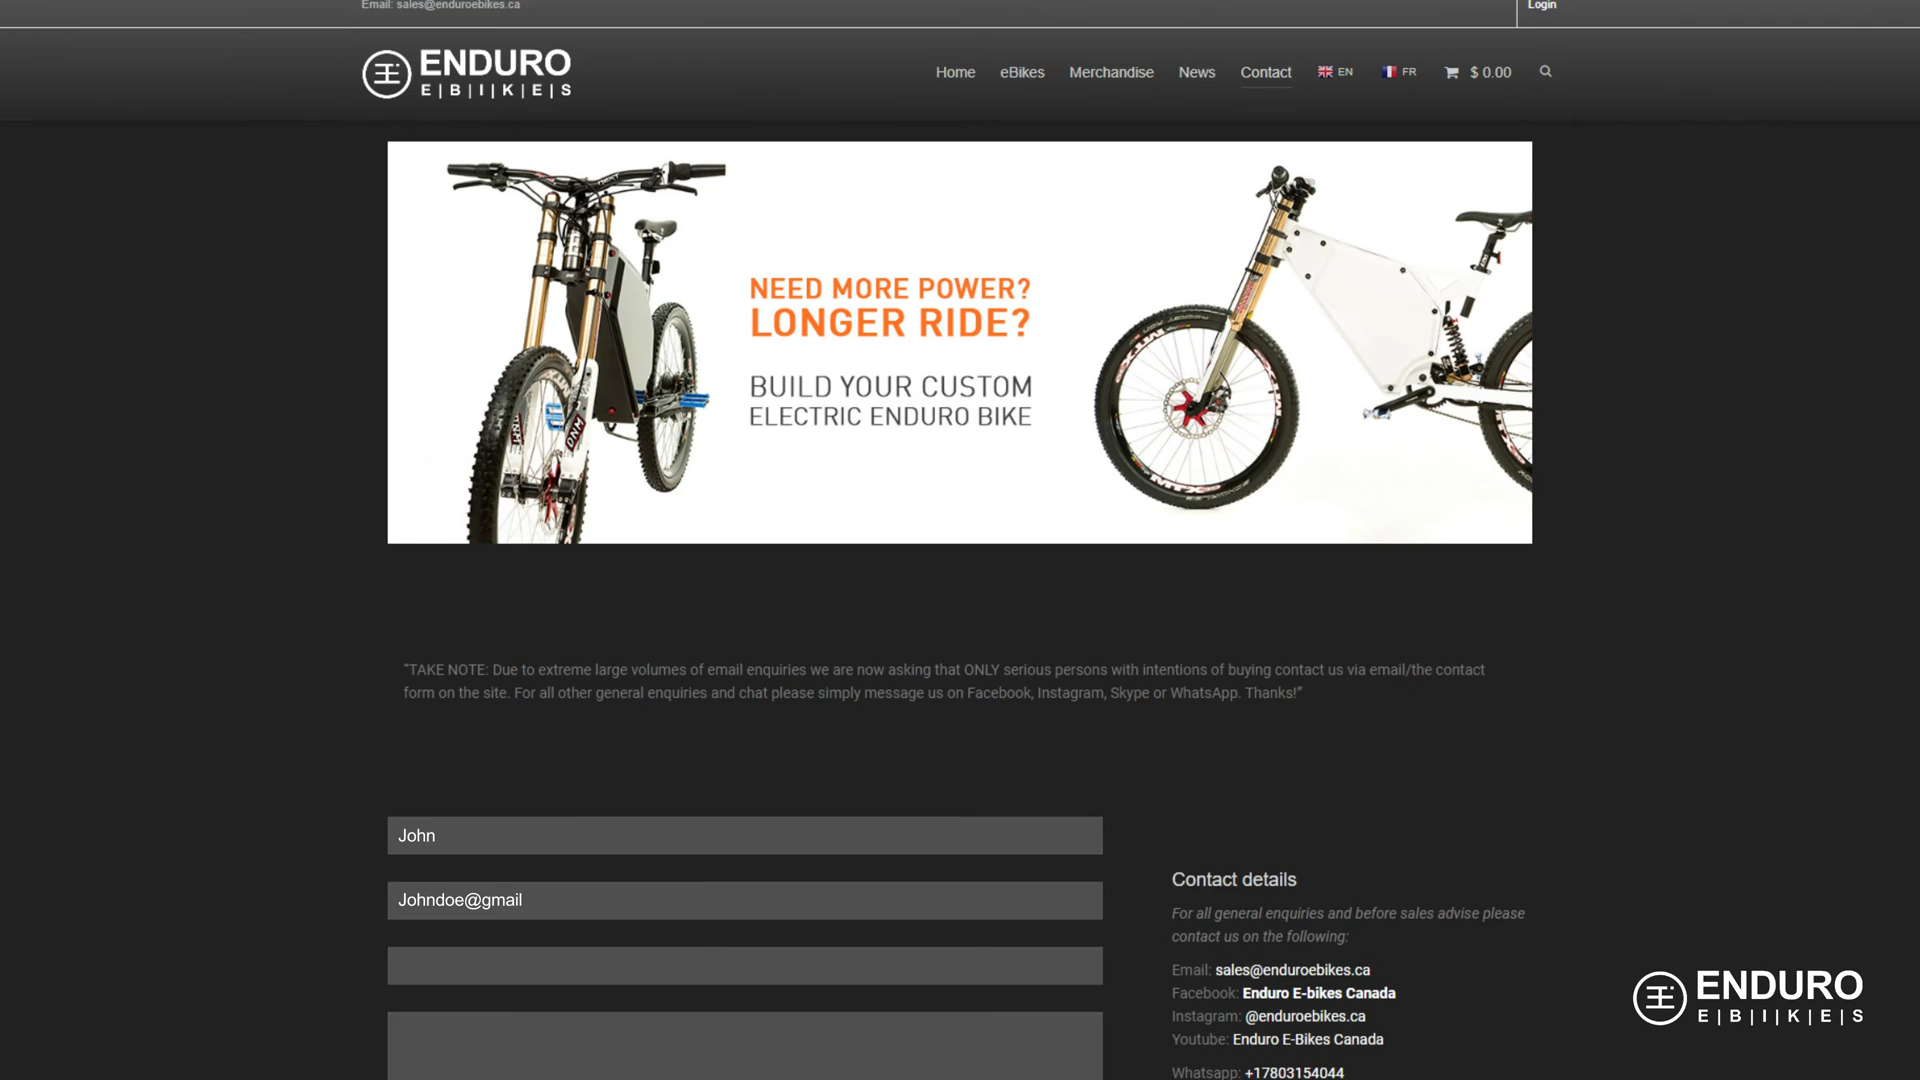 Email: sales@enduroebikes.ca
Login
ENDURO
E|B|I|K|E|S
Home eBikes Merchandise News Contact EN FR $ 0.00
NEED MORE POWER?
LONGER RIDE?
BUILD YOUR CUSTOM
ELECTRIC ENDURO BIKE
DNM
"TAKE NOTE: Due to extreme large volumes of email enquiries we are now asking that ONLY serious persons with intentions of buying contact us via email/the contact
form on the site. For all other general enquiries and chat please simply message us on Facebook, Instagram, Skype or WhatsApp. Thanks!"
John
Johndoe@gmail
Contact details
For all general enquiries and before sales advise please
contact us on the following:
Email: sales@enduroebikes.ca
Facebook: Enduro E-bikes Canada
Instagram: @enduroebikes.ca
Youtube: Enduro E-Bikes Canada
Whatsapp: +17803154044
ENDURO
E|B|I|K|E|S